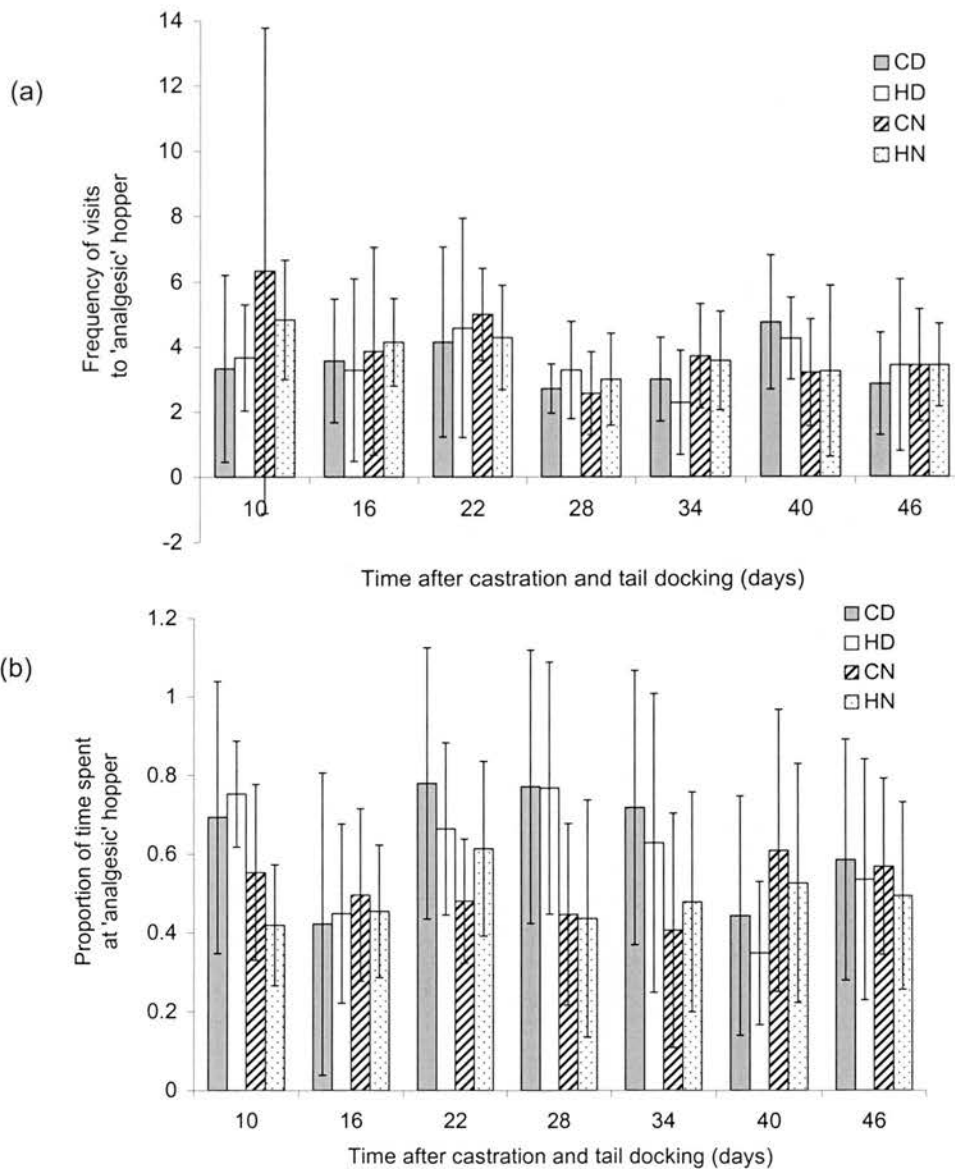 (a)
Frequency of visits
to 'analgesic' hopper
14
12
10
8
6
4
2
0
-2
CD
HD
CN
HN
10 16 22 28 34 40 46
Time after castration and tail docking (days)
(b)
Proportion of time spent
at 'analgesic' hopper
1.2
1
0.8
0.6
0.4
0.2
0
CD
HD
CN
HN
10 16 22 28 34 40 46
Time after castration and tail docking (days)